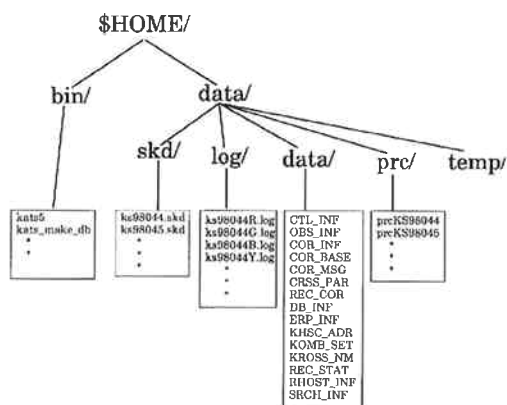 $HOME/
bin/
data/
skd/
log/
data/
prc/
temp/
kats5
kats_make_db
ks98044.skd
ks98045.skd
ks98044R.log
ks98044G.log
ks98044B.log
ks98044Y.log
CTL_INF
OBS_INF
COR_INF
COR_BASE
COR_MSG
CRSS_PAR
REC_COR
DB_INF
ERP_INF
KHSC_ADR
KOMB_SET
KROSS_NM
REC_STAT
RHOST_INF
SRCH_INF
prcKS98044
prcKS98045